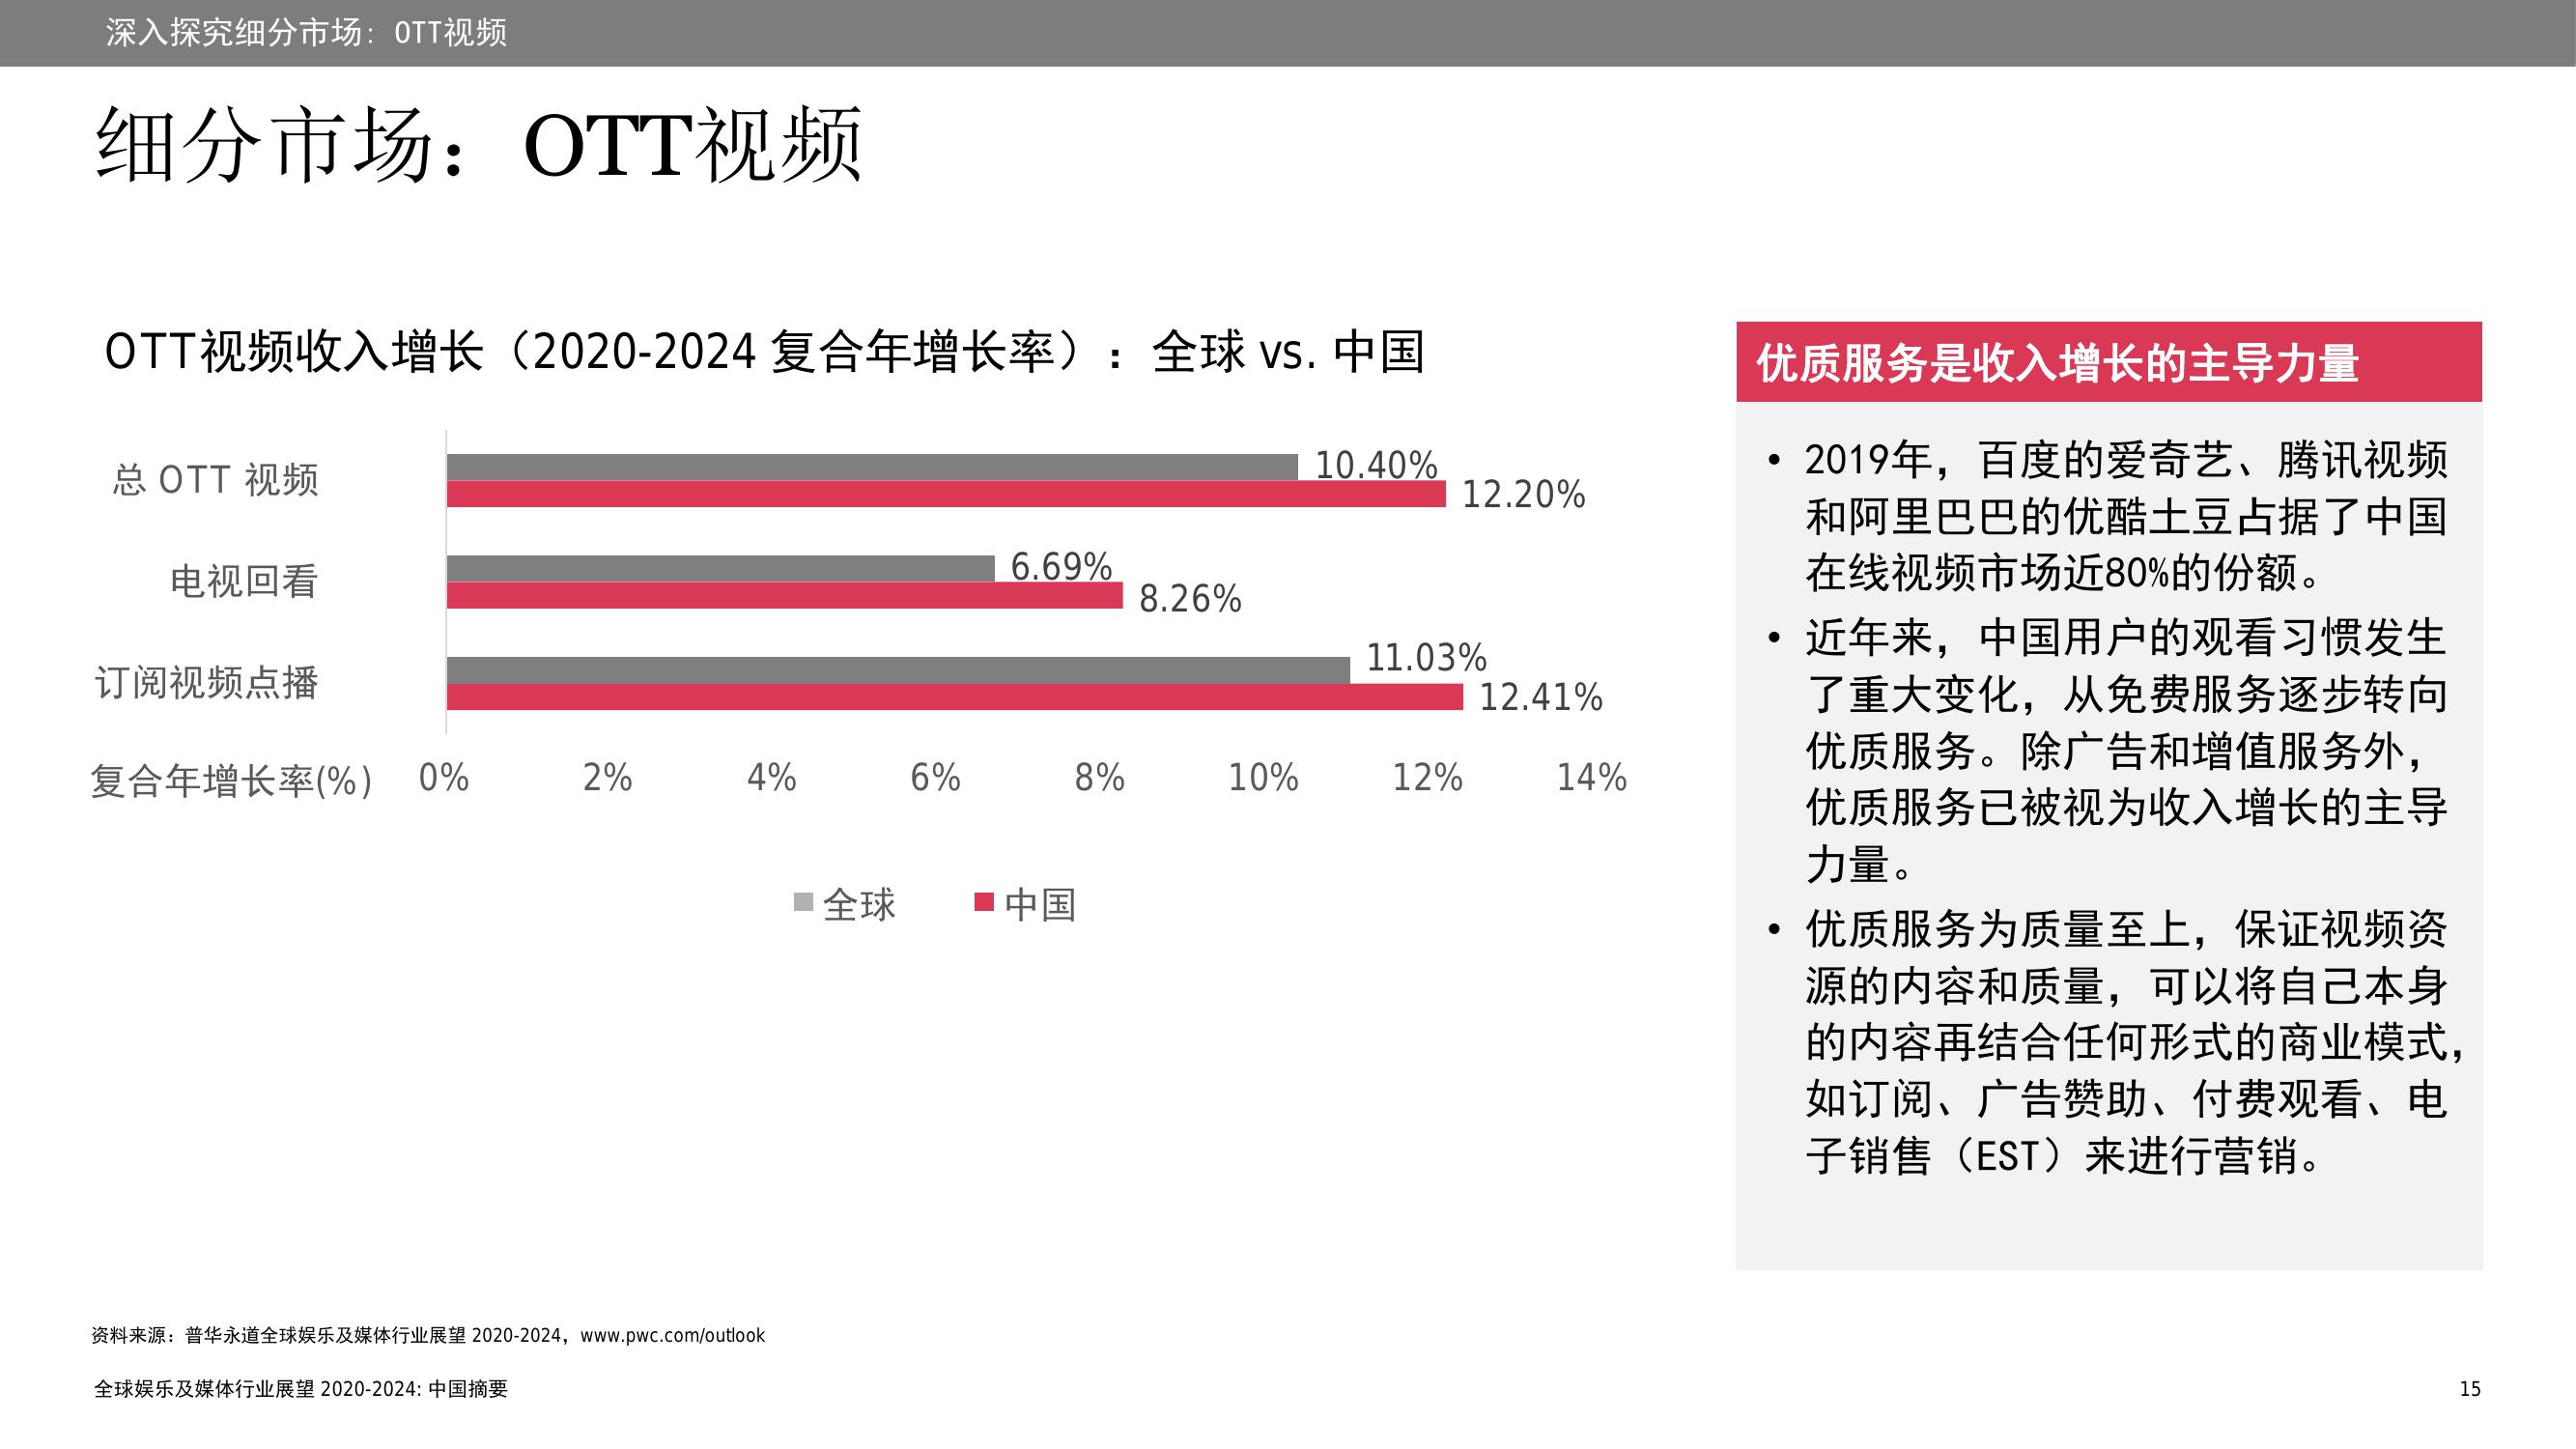 深入探究细分市场：OTT视频
细分市场：OTT视频
OTT视频收入增长（2020-2024 复合年增长率）：全球 vs. 中国
总 OTT 视频
10.40%
12.20%
电视回看
6.69%
8.26%
订阅视频点播
11.03%
12.41%
复合年增长率(%) 0% 2% 4% 6% 8% 10% 12% 14%
全球 中国
优质服务是收入增长的主导力量
• 2019年，百度的爱奇艺、腾讯视频
和阿里巴巴的优酷土豆占据了中国
在线视频市场近80%的份额。
• 近年来，中国用户的观看习惯发生
了重大变化，从免费服务逐步转向
优质服务。除广告和增值服务外，
优质服务已被视为收入增长的主导
力量。
• 优质服务为质量至上，保证视频资
源的内容和质量，可以将自己本身
的内容再结合任何形式的商业模式，
如订阅、广告赞助、付费观看、电
子销售（EST）来进行营销。
资料来源：普华永道全球娱乐及媒体行业展望 2020-2024，www.pwc.com/outlook
全球娱乐及媒体行业展望 2020-2024: 中国摘要
15